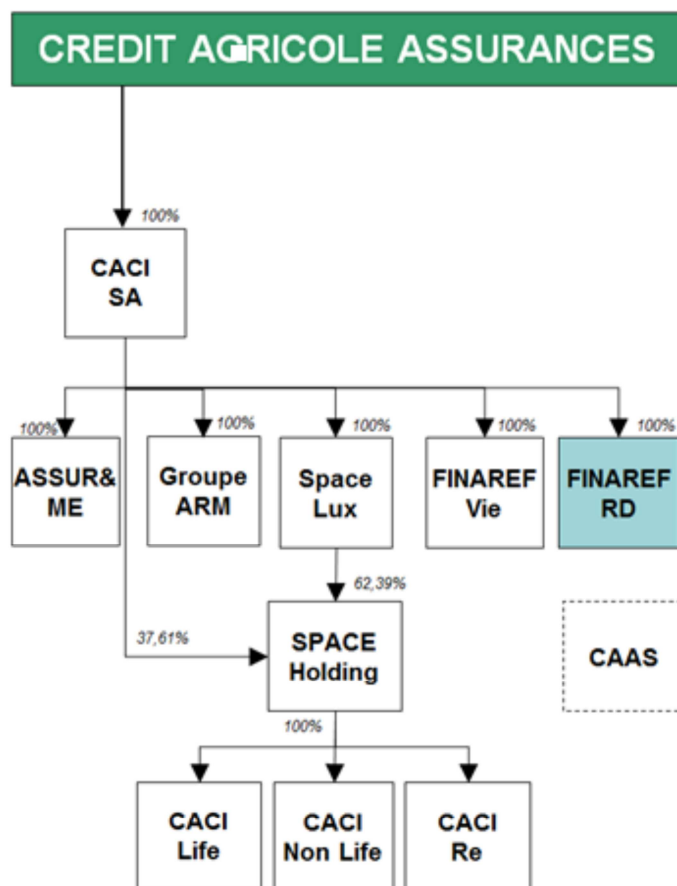 CREDIT AGRICOLE ASSURANCES
100%
CACI
SA
100%
100%
100%
100%
100%
ASSUR&
ME
Groupe
ARM
Space
Lux
FINAREF
Vie
FINAREF
RD
62,39%
37,61%
SPACE
Holding
CAAS
100%
CACI
Life
CACI
Non Life
CACI
Re